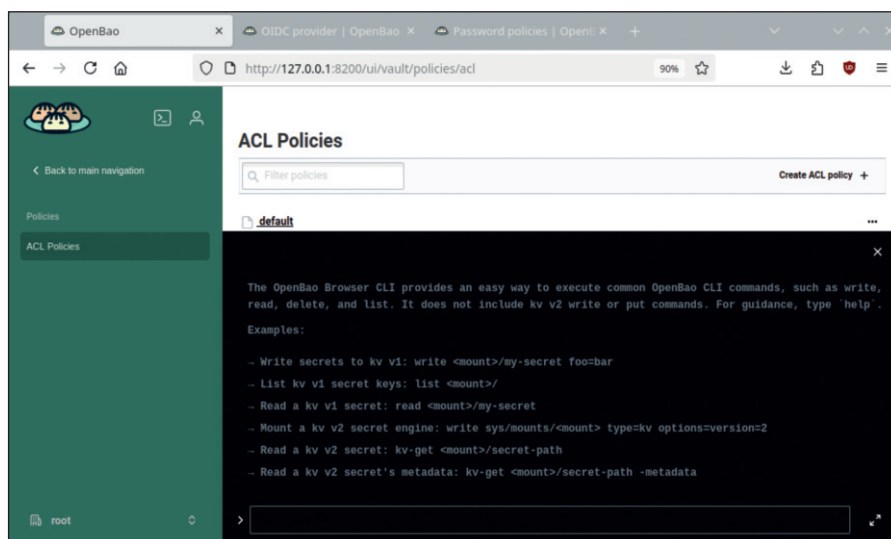 OpenBao
OIDC provider | OpenBao
Password policies | Open
http://127.0.0.1:8200/ui/vault/policies/acl
90%
Back to main navigation
Policies
ACL Policies
ACL Policies
Filter policies
Create ACL policy +
default
The OpenBao Browser CLI provides an easy way to execute common OpenBao CLI commands, such as write,
read, delete, and list. It does not include kv v2 write or put commands. For guidance, type `help`.
Examples:
→ Write secrets to kv v1: write <mount>/my-secret foo=bar
→ List kv v1 secret keys: list <mount>/
→ Read a kv v1 secret: read <mount>/my-secret
→ Mount a kv v2 secret engine: write sys/mounts/<mount> type=kv options=version=2
→ Read a kv v2 secret: kv-get <mount>/secret-path
→ Read a kv v2 secret's metadata: kv-get <mount>/secret-path -metadata
root
>